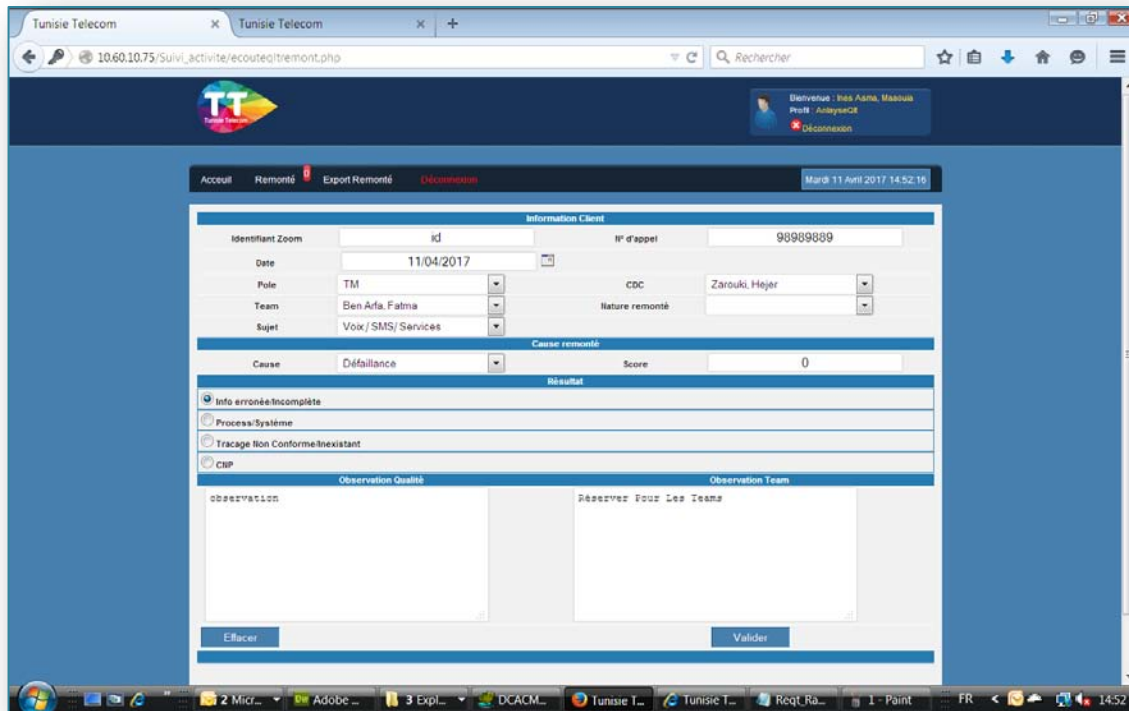 Tunisie Telecom
Tunisie Telecom
10.60.10.75/Suivi_activite/ecouteqltremont.php
Rechercher
TT
Tunisie Telecom
Bienvenue : Ines Asma, Masouia
Profil : AnlayseQlt
Déconnexion
Acceuil Remonté 0 Export Remonté Déconnexion
Mardi 11 Avril 2017 14:52:16
Information Client
Identifiant Zoom id N° d'appel 98989889
Date 11/04/2017
Pole TM CDC Zarouki, Hejer
Team Ben Arfa, Fatma Nature remonté
Sujet Voix / SMS/ Services
Cause remonté
Cause Défaillance Score 0
Résultat
Info erronée/Incomplète
Process/Système
Tracage Non Conforme/Inexistant
CNP
Observation Qualité Observation Team
observation Réserver Pour Les Teams
Effacer Valider
2 Micr... Adobe ... 3 Expl... DCACM... Tunisie T... Tunisie T... Reqt_Ra... 1 - Paint FR 14:52